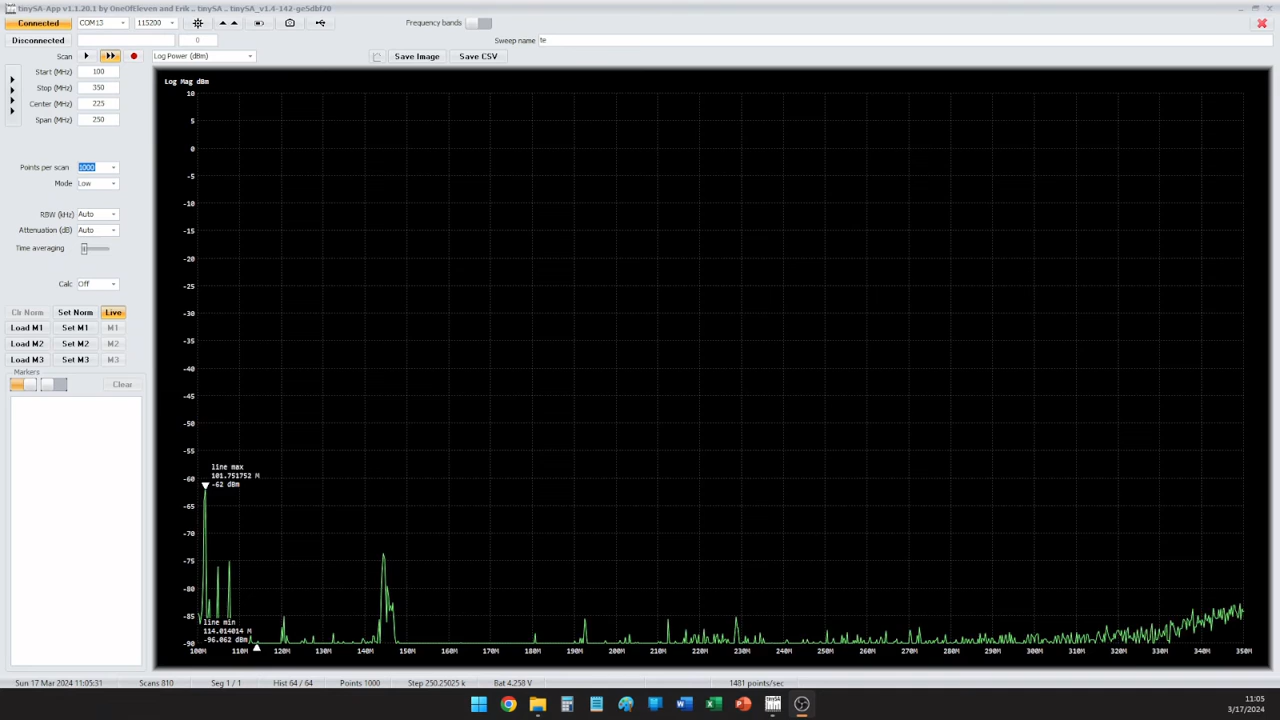 tinySA-App v1.1.20.1 by OneOfEleven and Erik .. tmySA .. tinySA_v1.4-142-ge5dbf70
Connected COM13 115200 Frequency bands
Disconnected 0 Sweep name te
Scan Log Power (dBm) Save Image Save CSV
Start (MHz) 100
Stop (MHz) 350
Center (MHz) 225
Span (MHz) 250
Points per scan 1000
Mode Low
RBW (kHz) Auto
Attenuation (dB) Auto
Time averaging
Calc Off
Clr Norm Set Norm Live
Load M1 Set M1 M1
Load M2 Set M2 M2
Load M3 Set M3 M3
Markers
Clear
Log Mag dBm
10
5
0
-5
-10
-15
-20
-25
-30
-35
-40
-45
-50
-55
-60
-65
-70
-75
-80
-85
-90
line max
101.751752 M
-62 dBm
line min
114.014014 M
-96.062 dBm
100M 110M 120M 130M 140M 150M 160M 170M 180M 190M 200M 210M 220M 230M 240M 250M 260M 270M 280M 290M 300M 310M 320M 330M 340M 350M
Sun 17 Mar 2024 11:05:31 Scans 810 Seg 1 / 1 Hist 64 / 64 Points 1000 Step 250.25025 k Bat 4.258 V 1481 points/sec
11:05
3/17/2024